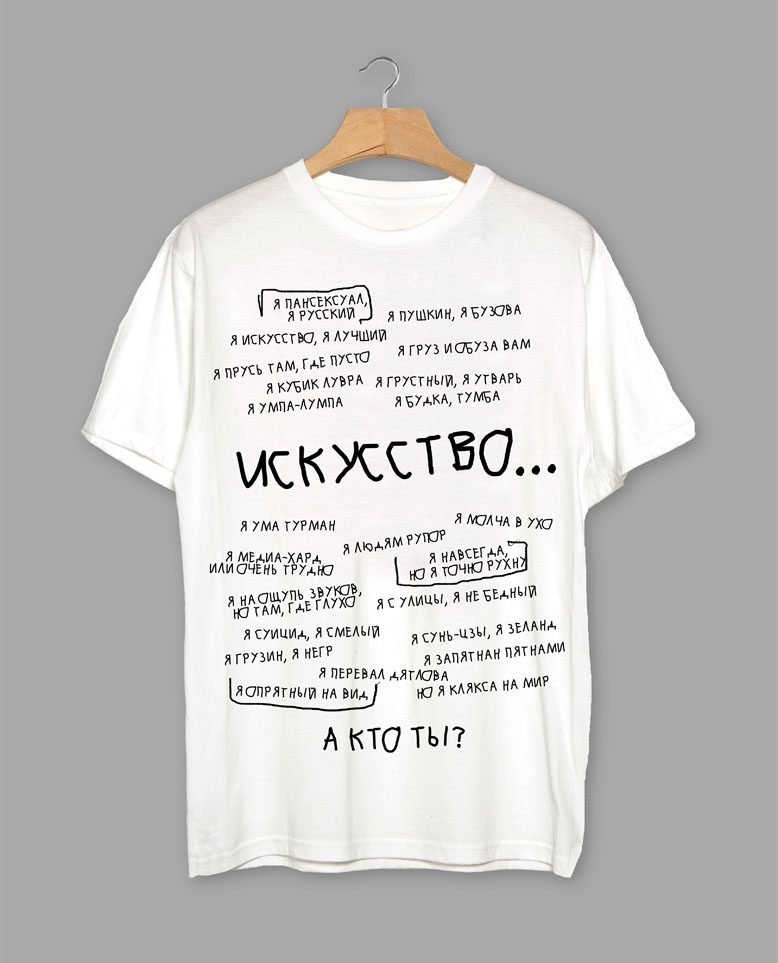 Я ПАНСЕКСУАЛ,
Я РУССКИЙ
Я ПУШКИН, Я БУЗОВА
Я ИСКУССТВО, Я ЛУЧШИЙ
Я ГРУЗ И ОБУЗА ВАМ
Я ПРУСЬ ТАМ, ГДЕ ПУСТО
Я КУБИК ЛУВРА
Я ГРУСТНЫЙ, Я УТВАРЬ
Я УМПА-ЛУМПА
Я БУДКА, ТУМБА
ИСКУССТВО...
Я УМА ТУРМАН
Я МОЛЧА В УХО
Я ЛЮДЯМ РУПОР
Я МЕДИА-ХАРД
ИЛИ ОЧЕНЬ ТРУДНО
Я НАВСЕГДА,
НО Я ТОЧНО РУХНУ
Я НА ОЩУПЬ ЗВУКОВ,
НО ТАМ, ГДЕ ГЛУХО
Я С УЛИЦЫ, Я НЕ БЕДНЫЙ
Я СУИЦИД, Я СМЕЛЫЙ
Я СУНЬ-ЦЗЫ, Я ЗЕЛАНД
Я ГРУЗИН, Я НЕГР
Я ЗАПЯТНАН ПЯТНАМИ
Я ПЕРЕВАЛ ДЯТЛОВА
Я ОПРЯТНЫЙ НА ВИД
НО Я КЛЯКСА НА МИР
А КТО ТЫ?